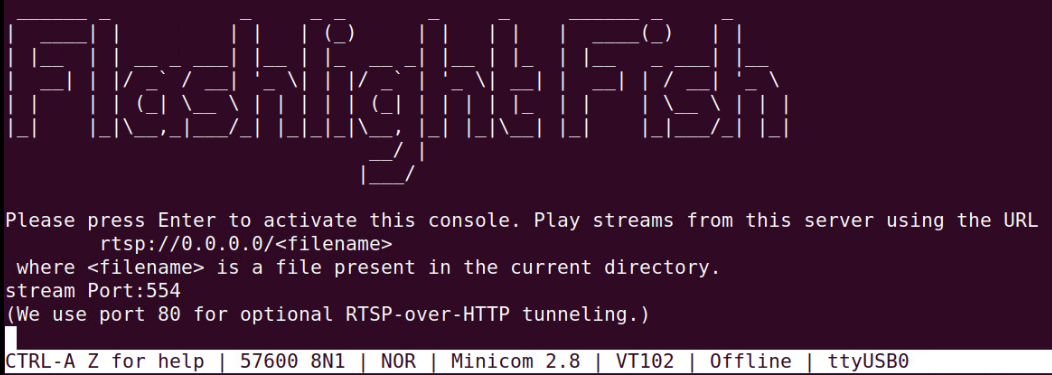 Flashlight Fish
Please press Enter to activate this console. Play streams from this server using the URL
rtsp://0.0.0.0/<filename>
where <filename> is a file present in the current directory.
stream Port:554
(We use port 80 for optional RTSP-over-HTTP tunneling.)
CTRL-A Z for help | 57600 8N1 | NOR | Minicom 2.8 | VT102 | Offline | ttyUSB0